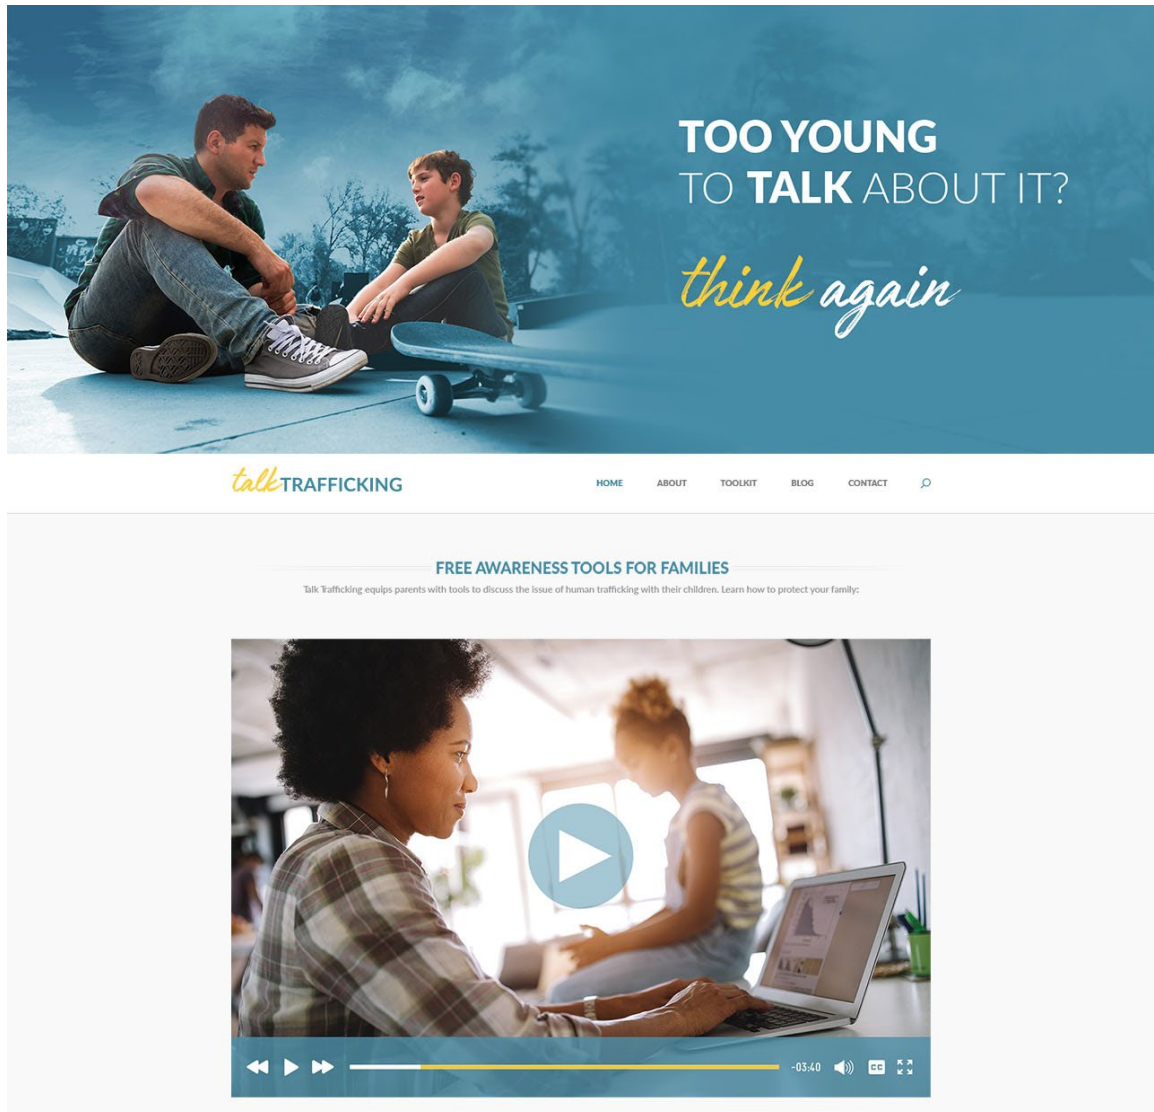 TOO YOUNG
TO TALK ABOUT IT?
think again
talkTRAFFICKING
HOME ABOUT TOOLKIT BLOG CONTACT
FREE AWARENESS TOOLS FOR FAMILIES
Talk Trafficking equips parents with tools to discuss the issue of human trafficking with their children. Learn how to protect your family:
-03:40 CC